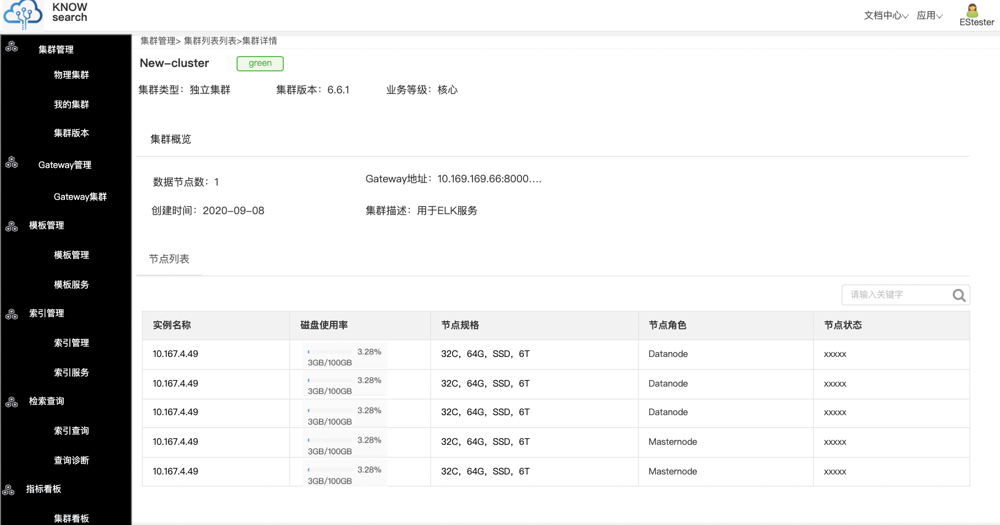 KNOW
search
文档中心 应用
EStester
集群管理
物理集群
我的集群
集群版本
Gateway管理
Gateway集群
模板管理
模板管理
模板服务
索引管理
索引管理
索引服务
检索查询
索引查询
查询诊断
指标看板
集群看板
集群管理> 集群列表列表>集群详情
New-cluster green
集群类型：独立集群 集群版本：6.6.1 业务等级：核心
集群概览
数据节点数：1 Gateway地址：10.169.169.66:8000....
创建时间：2020-09-08 集群描述：用于ELK服务
节点列表
请输入关键字
实例名称 磁盘使用率 节点规格 节点角色 节点状态
10.167.4.49 3.28% 3GB/100GB 32C，64G，SSD，6T Datanode xxxxx
10.167.4.49 3.28% 3GB/100GB 32C，64G，SSD，6T Datanode xxxxx
10.167.4.49 3.28% 3GB/100GB 32C，64G，SSD，6T Datanode xxxxx
10.167.4.49 3.28% 3GB/100GB 32C，64G，SSD，6T Masternode xxxxx
10.167.4.49 3.28% 3GB/100GB 32C，64G，SSD，6T Masternode xxxxx